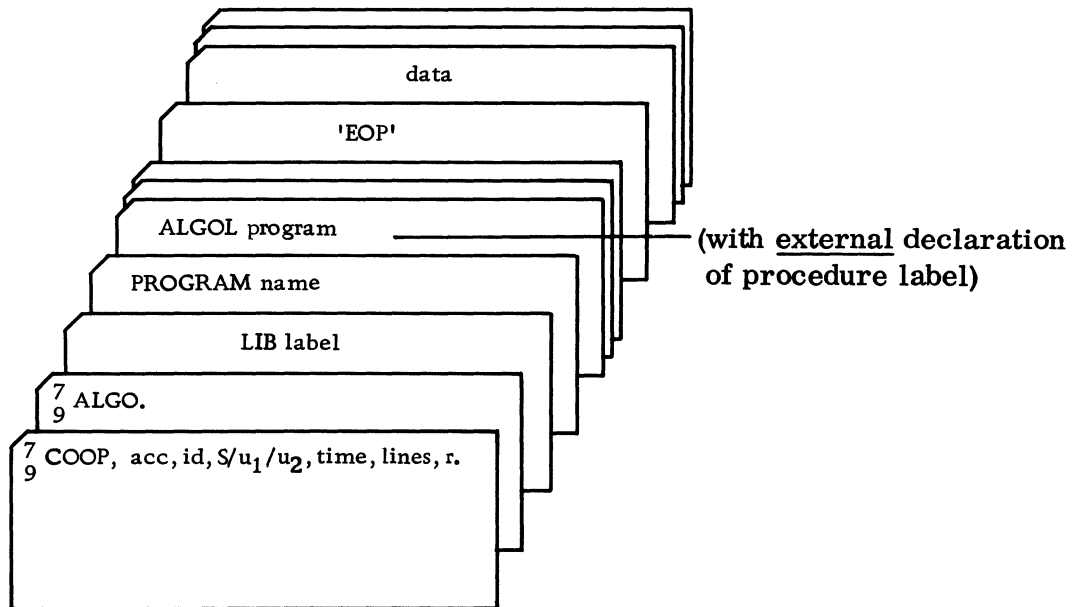 data
'EOP'
ALGOL program
(with external declaration
of procedure label)
PROGRAM name
LIB label
7
9 ALGO.
7
9 COOP, acc, id, S/u1/u2, time, lines, r.